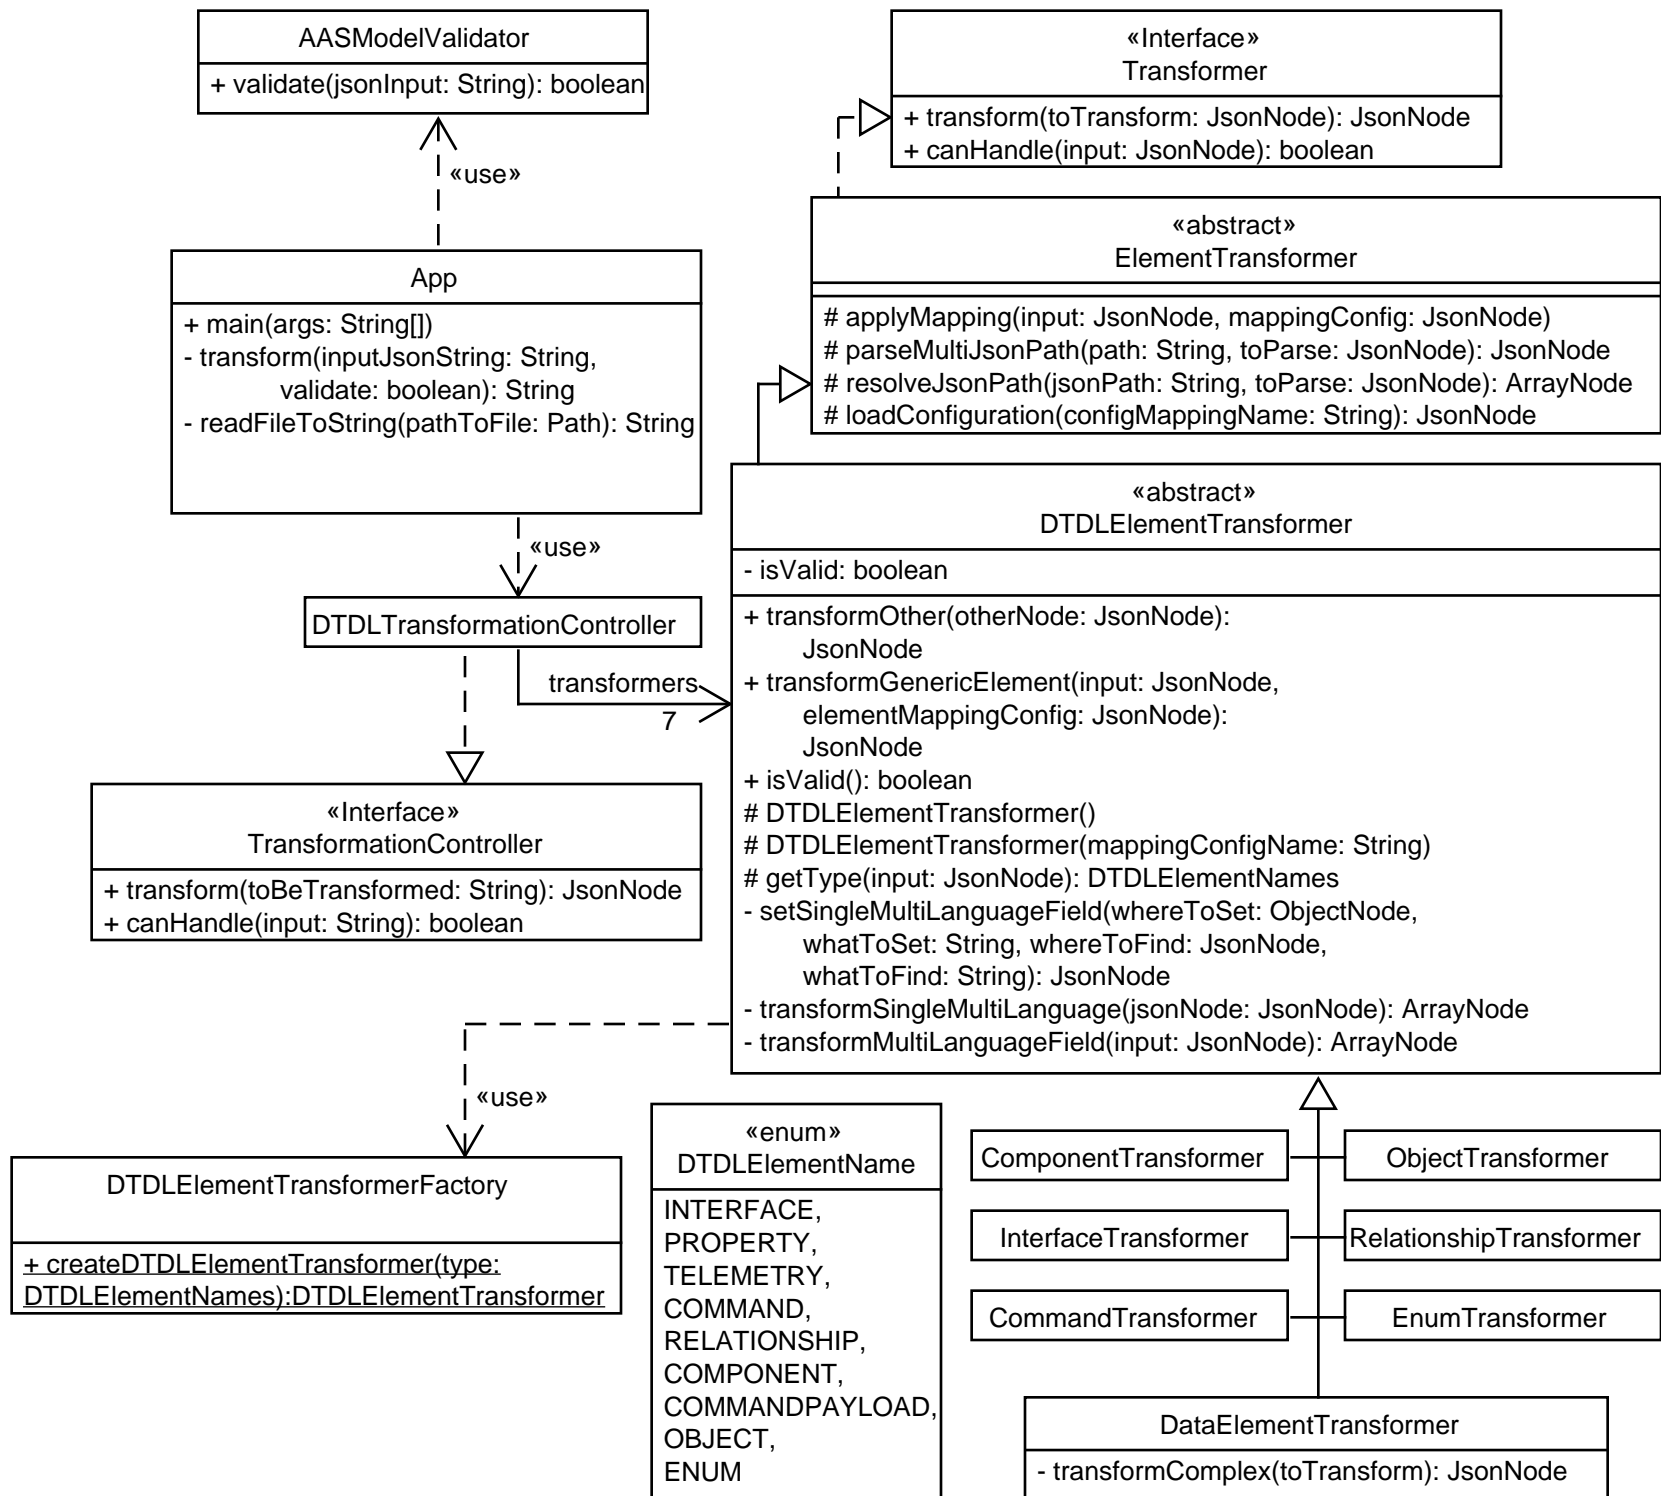 AASModelValidator
+ validate(jsonInput: String): boolean
«Interface»
Transformer
+ transform(toTransform: JsonNode): JsonNode
+ canHandle(input: JsonNode): boolean
«use»
«abstract»
ElementTransformer
# applyMapping(input: JsonNode, mappingConfig: JsonNode)
# parseMultiJsonPath(path: String, toParse: JsonNode): JsonNode
# resolveJsonPath(jsonPath: String, toParse: JsonNode): ArrayNode
# loadConfiguration(configMappingName: String): JsonNode
App
+ main(args: String[])
- transform(inputJsonString: String,
validate: boolean): String
- readFileToString(pathToFile: Path): String
«use»
DTDLTransformationController
transformers
7
«Interface»
TransformationController
+ transform(toBeTransformed: String): JsonNode
+ canHandle(input: String): boolean
«abstract»
DTDLElementTransformer
- isValid: boolean
+ transformOther(otherNode: JsonNode):
JsonNode
+ transformGenericElement(input: JsonNode,
elementMappingConfig: JsonNode):
JsonNode
+ isValid(): boolean
# DTDLElementTransformer()
# DTDLElementTransformer(mappingConfigName: String)
# getType(input: JsonNode): DTDLElementNames
- setSingleMultiLanguageField(whereToSet: ObjectNode,
whatToSet: String, whereToFind: JsonNode,
whatToFind: String): JsonNode
- transformSingleMultiLanguage(jsonNode: JsonNode): ArrayNode
- transformMultiLanguageField(input: JsonNode): ArrayNode
«use»
DTDLElementTransformerFactory
+ createDTDLElementTransformer(type:
DTDLElementNames):DTDLElementTransformer
«enum»
DTDLElementName
INTERFACE,
PROPERTY,
TELEMETRY,
COMMAND,
RELATIONSHIP,
COMPONENT,
COMMANDPAYLOAD,
OBJECT,
ENUM
ComponentTransformer
ObjectTransformer
InterfaceTransformer
RelationshipTransformer
CommandTransformer
EnumTransformer
DataElementTransformer
- transformComplex(toTransform): JsonNode